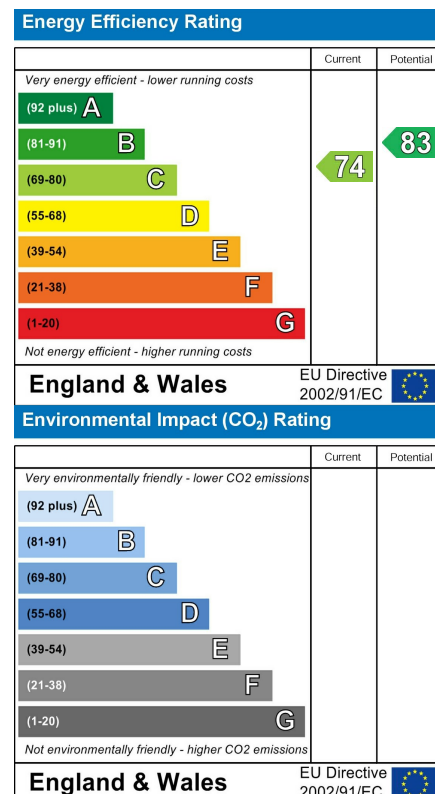 Energy Efficiency Rating
Current Potential
Very energy efficient - lower running costs
(92 plus) A
(81-91) B
(69-80) C
(55-68) D
(39-54) E
(21-38) F
(1-20) G
74
83
Not energy efficient - higher running costs
England & Wales
EU Directive
2002/91/EC
Environmental Impact (CO₂) Rating
Current Potential
Very environmentally friendly - lower CO2 emissions
(92 plus) A
(81-91) B
(69-80) C
(55-68) D
(39-54) E
(21-38) F
(1-20) G
Not environmentally friendly - higher CO2 emissions
England & Wales
EU Directive
2002/91/EC